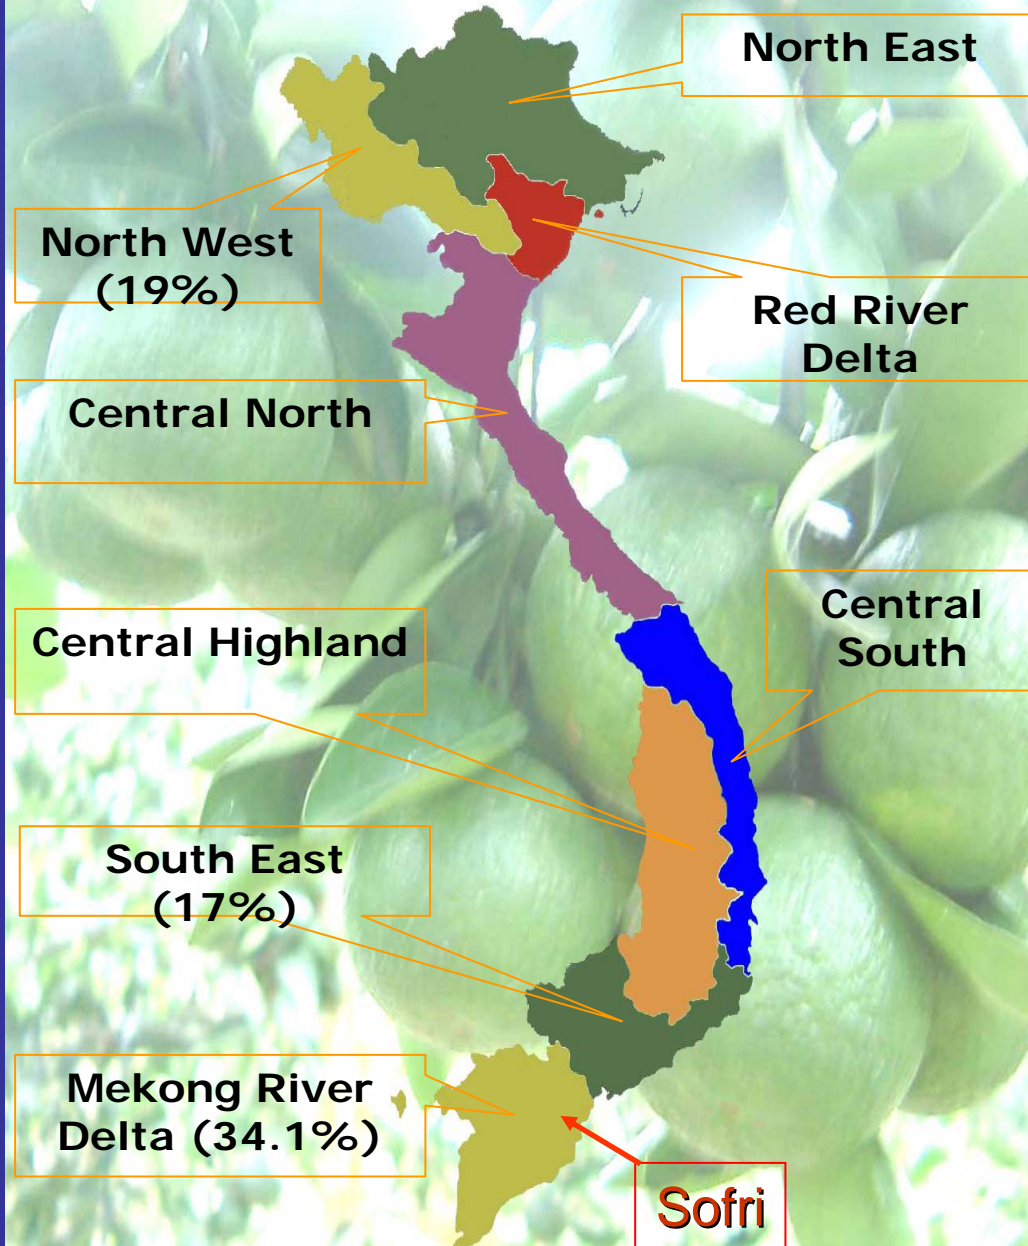 North East
North West
(19%)
Red River
Delta
Central North
Central
South
Central Highland
South East
(17%)
Mekong River
Delta (34.1%)
Sofri